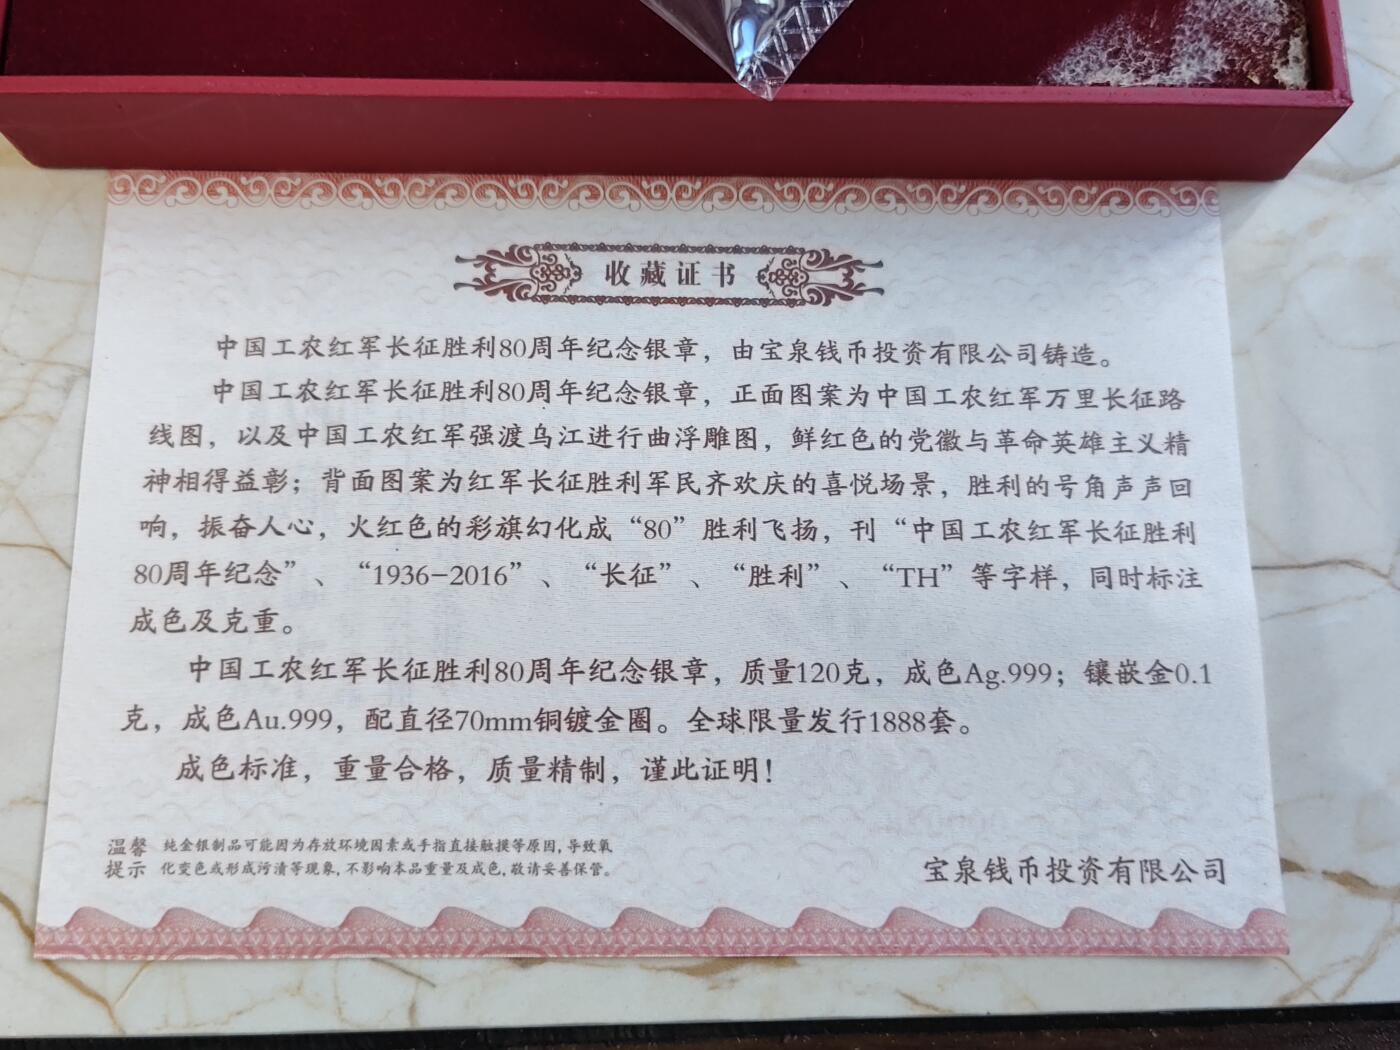 收藏证书
中国工农红军长征胜利80周年纪念银章，由宝泉钱币投资有限公司铸造。
中国工农红军长征胜利80周年纪念银章，正面图案为中国工农红军万里长征路
线图，以及中国工农红军强渡乌江进行曲浮雕图，鲜红色的党徽与革命英雄主义精
神相得益彰；背面图案为红军长征胜利军民齐欢庆的喜悦场景，胜利的号角声声回
响，振奋人心，火红色的彩旗幻化成“80”胜利飞扬，刊“中国工农红军长征胜利
80周年纪念”、“1936-2016”、“长征”、“胜利”、“TH”等字样，同时标注
成色及克重。
中国工农红军长征胜利80周年纪念银章，质量120克，成色Ag.999；镶嵌金0.1
克，成色Au.999，配直径70mm铜镀金圈。全球限量发行1888套。
成色标准，重量合格，质量精制，谨此证明！
温馨提示
纯金银制品可能因为存放环境因素或手指直接触摸等原因，导致氧
化变色或形成污渍等现象，不影响本品重量及成色，敬请妥善保管。
宝泉钱币投资有限公司